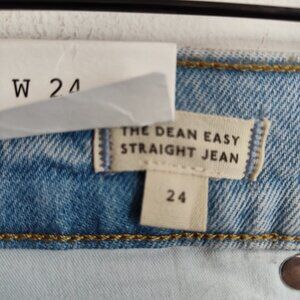 W 24
THE DEAN EASY
STRAIGHT JEAN
24